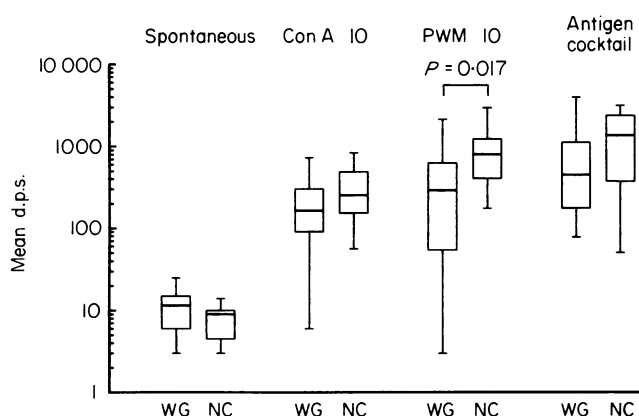 Spontaneous Con A 10 PWM 10 Antigen
cocktail
P = 0·017
10 000
1000
100
10
1
Mean d.p.s.
WG NC WG NC WG NC WG NC